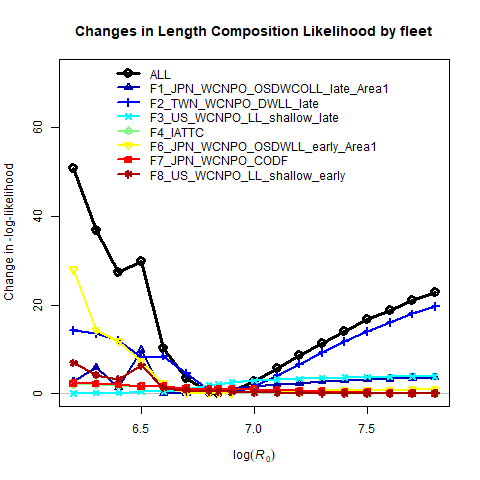 Changes in Length Composition Likelihood by fleet
ALL
F1_JPN_WCNPO_OSDWCOLL_late_Area1
F2_TWN_WCNPO_DWLL_late
F3_US_WCNPO_LL_shallow_late
F4_IATTC
F6_JPN_WCNPO_OSDWLL_early_Area1
F7_JPN_WCNPO_CODF
F8_US_WCNPO_LL_shallow_early
Change in -log-likelihood
60
40
20
0
6.5 7.0 7.5
log(R0)